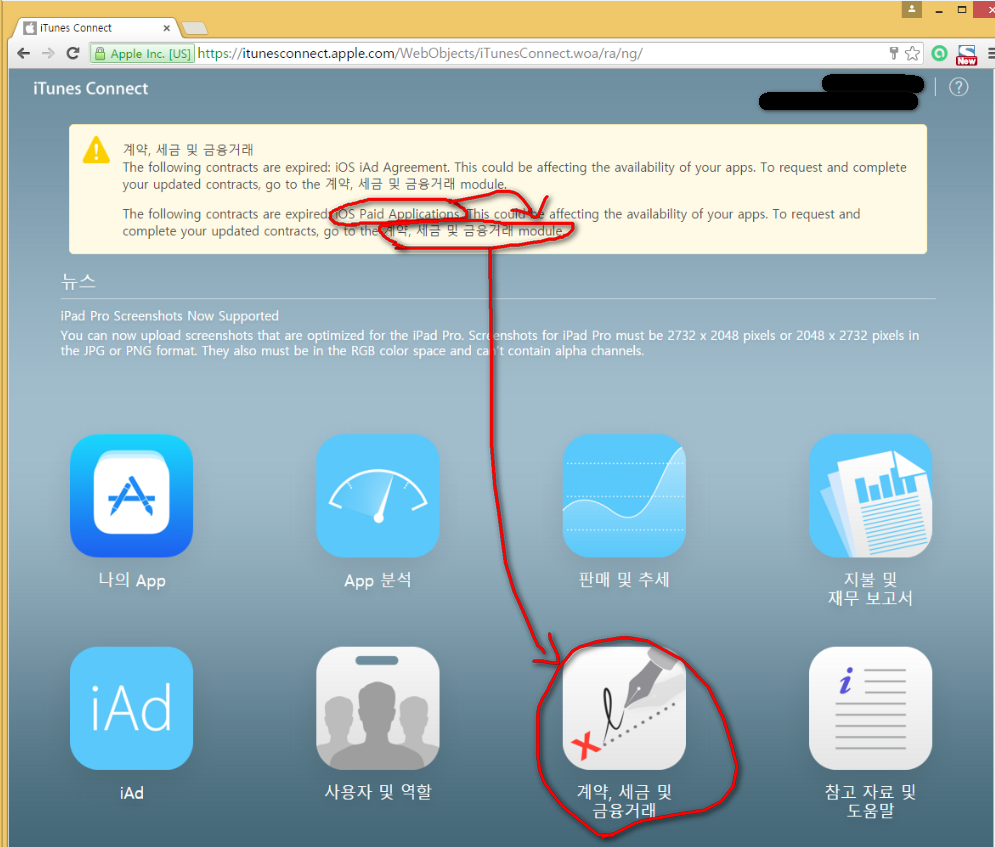 iTunes Connect
Apple Inc. [US] https://itunesconnect.apple.com/WebObjects/iTunesConnect.woa/ra/ng/
New
iTunes Connect
?
계약, 세금 및 금융거래
The following contracts are expired: iOS iAd Agreement. This could be affecting the availability of your apps. To request and complete
your updated contracts, go to the 계약, 세금 및 금융거래 module.
The following contracts are expired: iOS Paid Applications. This could be affecting the availability of your apps. To request and
complete your updated contracts, go to the 계약, 세금 및 금융거래 module.
뉴스
iPad Pro Screenshots Now Supported
You can now upload screenshots that are optimized for the iPad Pro. Screenshots for iPad Pro must be 2732 x 2048 pixels or 2048 x 2732 pixels in
the JPG or PNG format. They also must be in the RGB color space and can't contain alpha channels.
나의 App
App 분석
판매 및 추세
지불 및
재무 보고서
iAd
iAd
사용자 및 역할
계약, 세금 및
금융거래
참고 자료 및
도움말